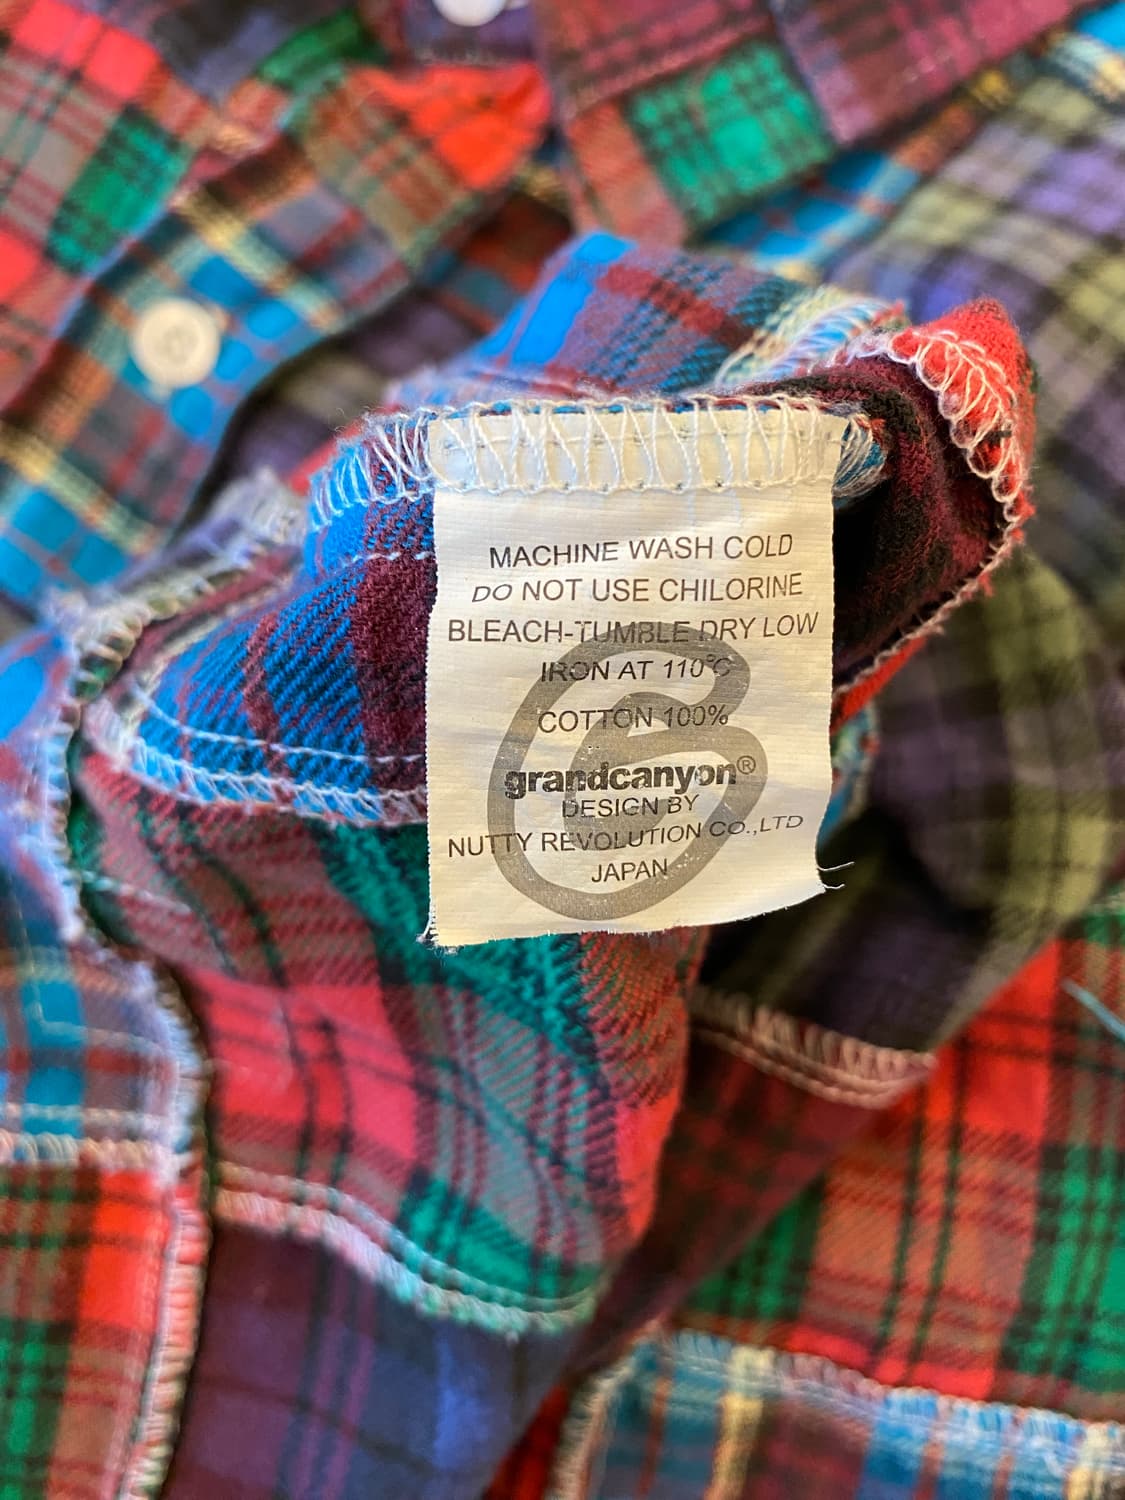 MACHINE WASH COLD
DO NOT USE CHILORINE
BLEACH-TUMBLE DRY LOW
IRON AT 110°C
COTTON 100%
grandcanyon®
DESIGN BY
NUTTY REVOLUTION CO.,LTD
JAPAN